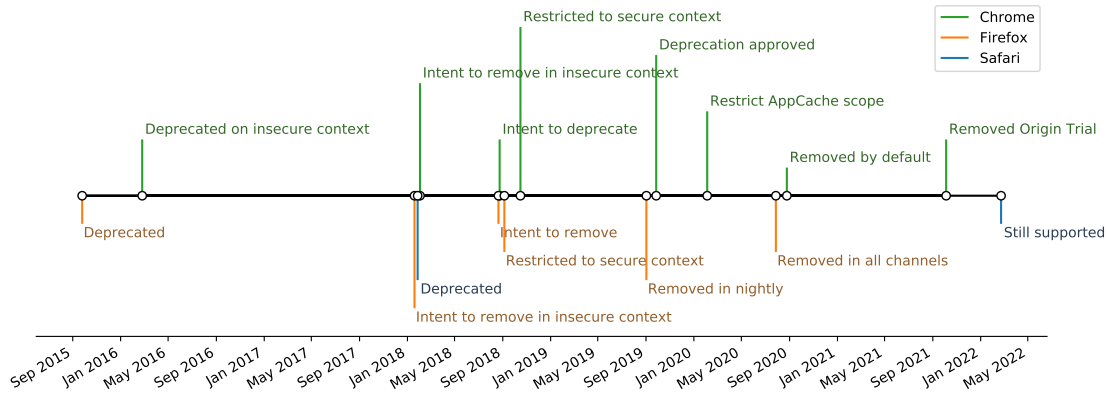 Restricted to secure context
Chrome
Firefox
Safari
Deprecation approved
Intent to remove in insecure context
Restrict AppCache scope
Deprecated on insecure context
Intent to deprecate
Removed Origin Trial
Removed by default
Deprecated
Intent to remove
Still supported
Restricted to secure context
Removed in all channels
Deprecated
Removed in nightly
Intent to remove in insecure context
Sep 2015
Jan 2016
May 2016
Sep 2016
Jan 2017
May 2017
Sep 2017
Jan 2018
May 2018
Sep 2018
Jan 2019
May 2019
Sep 2019
Jan 2020
May 2020
Sep 2020
Jan 2021
May 2021
Sep 2021
Jan 2022
May 2022